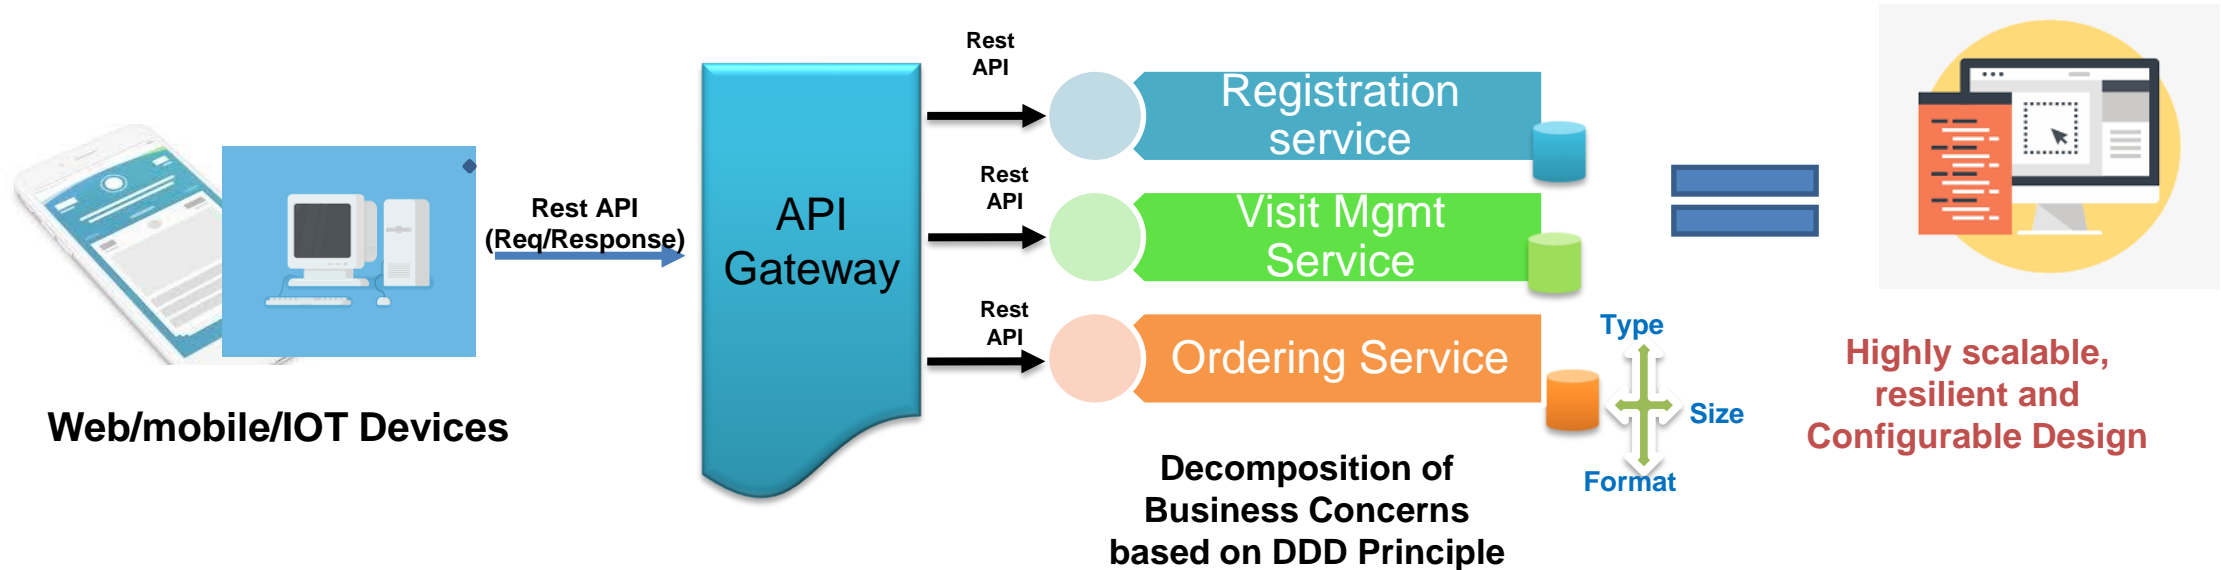 Web/mobile/IOT Devices
Rest API
(Req/Response)
API
Gateway
Rest
API
Registration
service
Rest
API
Visit Mgmt
Service
Rest
API
Ordering Service
Type
Size
Format
Decomposition of
Business Concerns
based on DDD Principle
Highly scalable,
resilient and
Configurable Design